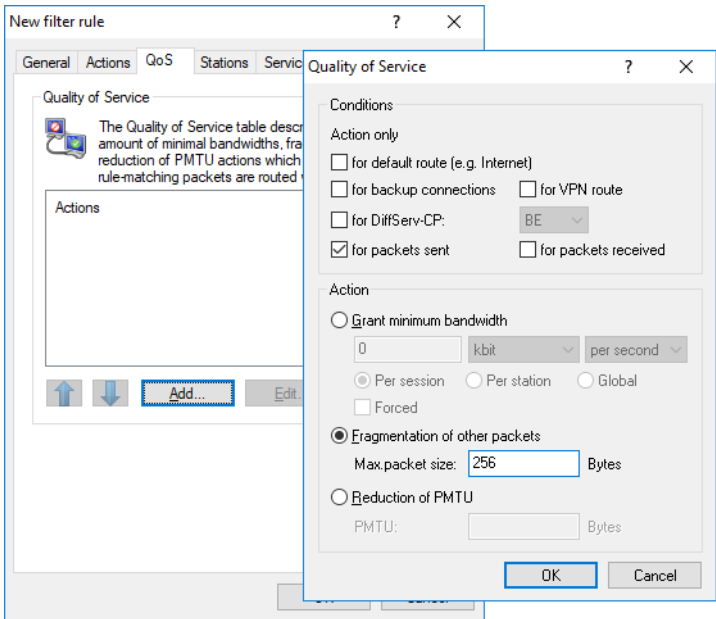 New filter rule ?
General Actions QoS Stations Servic
Quality of Service
The Quality of Service table descr
amount of minimal bandwidths, fra
reduction of PMTU actions which
rule-matching packets are routed
Actions
Add...
Edit.
Quality of Service ?
Conditions
Action only
for default route (e.g. Internet)
for backup connections for VPN route
for DiffServ-CP: BE
for packets sent for packets received
Action
Grant minimum bandwidth
0 kbit per second
Per session Per station Global
Forced
Fragmentation of other packets
Max.packet size: 256 Bytes
Reduction of PMTU
PMTU: Bytes
OK Cancel